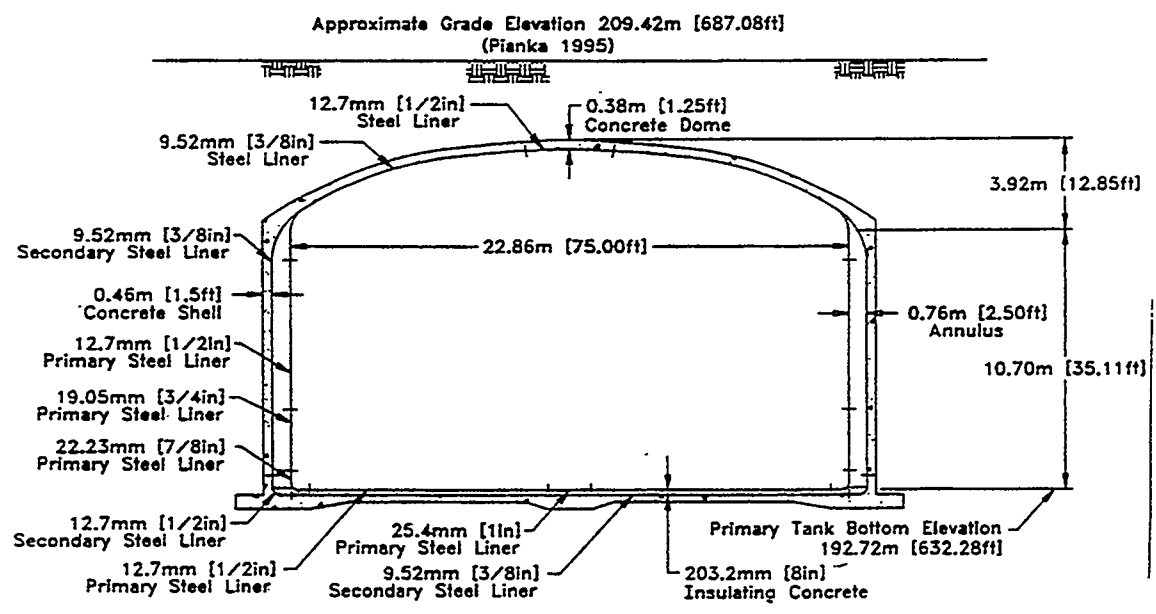 Approximate Grade Elevation 209.42m [687.08ft]
(Pianka 1995)
12.7mm [1/2in]
Steel Liner
0.38m [1.25ft]
Concrete Dome
9.52mm [3/8in]
Steel Liner
3.92m [12.85ft]
9.52mm [3/8in]
Secondary Steel Liner
22.86m [75.00ft]
0.46m [1.5ft]
Concrete Shell
0.76m [2.50ft]
Annulus
12.7mm [1/2in]
Primary Steel Liner
10.70m [35.11ft]
19.05mm [3/4in]
Primary Steel Liner
22.23mm [7/8in]
Primary Steel Liner
12.7mm [1/2in]
Secondary Steel Liner
25.4mm [1in]
Primary Steel Liner
Primary Tank Bottom Elevation
192.72m [632.28ft]
12.7mm [1/2in]
Primary Steel Liner
9.52mm [3/8in]
Secondary Steel Liner
203.2mm [8in]
Insulating Concrete